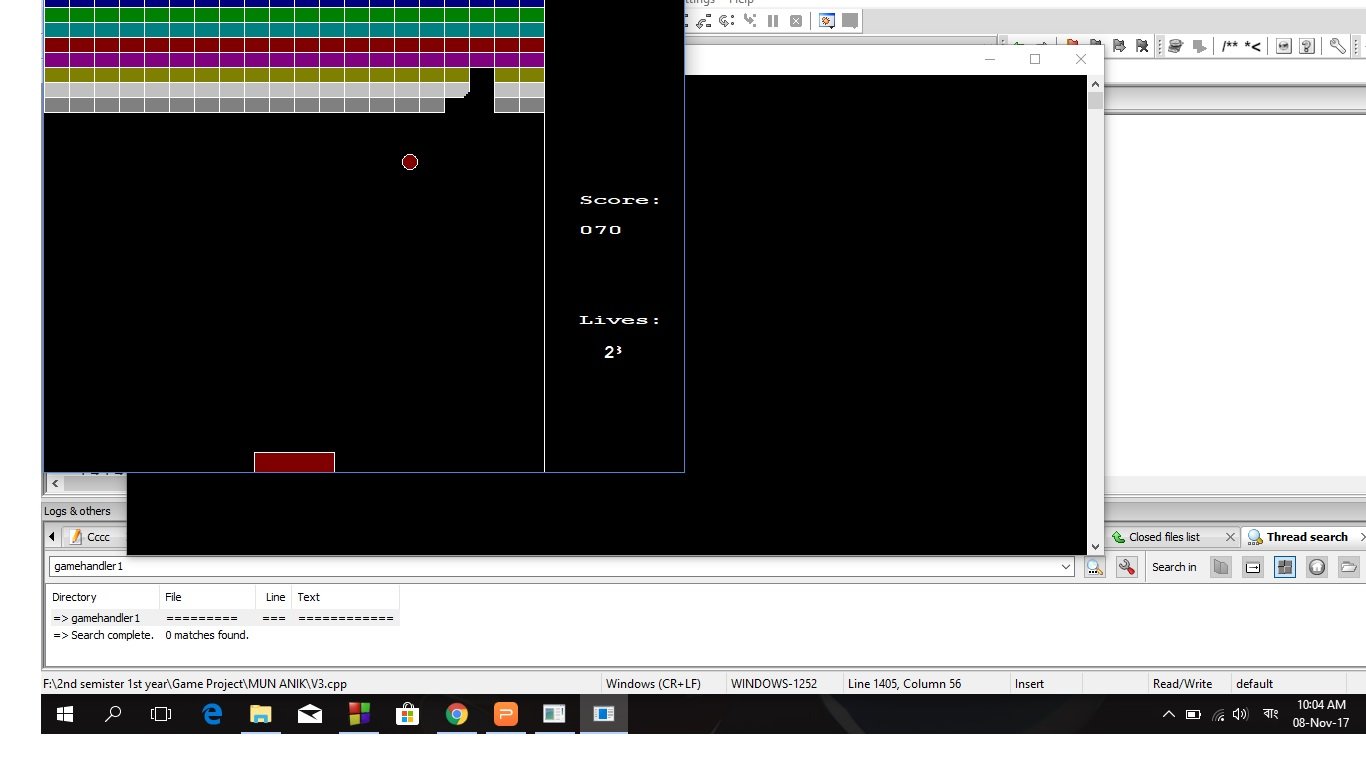 Help
/** *<
Score:
070
Lives:
2³
Logs & others
Cccc
Closed files list
Thread search
gamehandler1
Search in
Directory File Line Text
=> gamehandler1 ========= === ============
=> Search complete. 0 matches found.
F:\2nd semister 1st year\Game Project\MUN ANIK\V3.cpp Windows (CR+LF) WINDOWS-1252 Line 1405, Column 56 Insert Read/Write default
বাং
10:04 AM
08-Nov-17